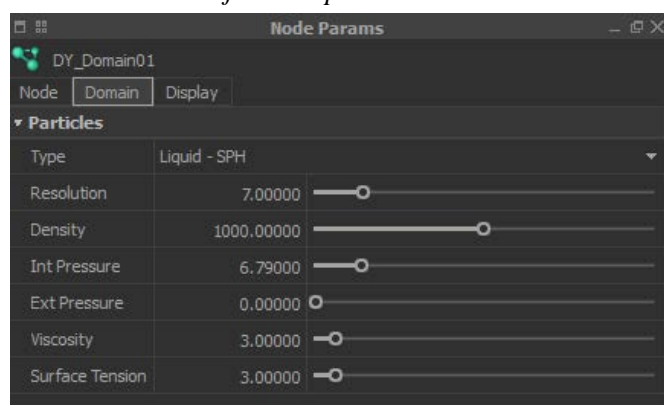 Node Params
DY_Domain01
Node Domain Display
Particles
Type Liquid - SPH
Resolution 7.00000
Density 1000.00000
Int Pressure 6.79000
Ext Pressure 0.00000
Viscosity 3.00000
Surface Tension 3.00000